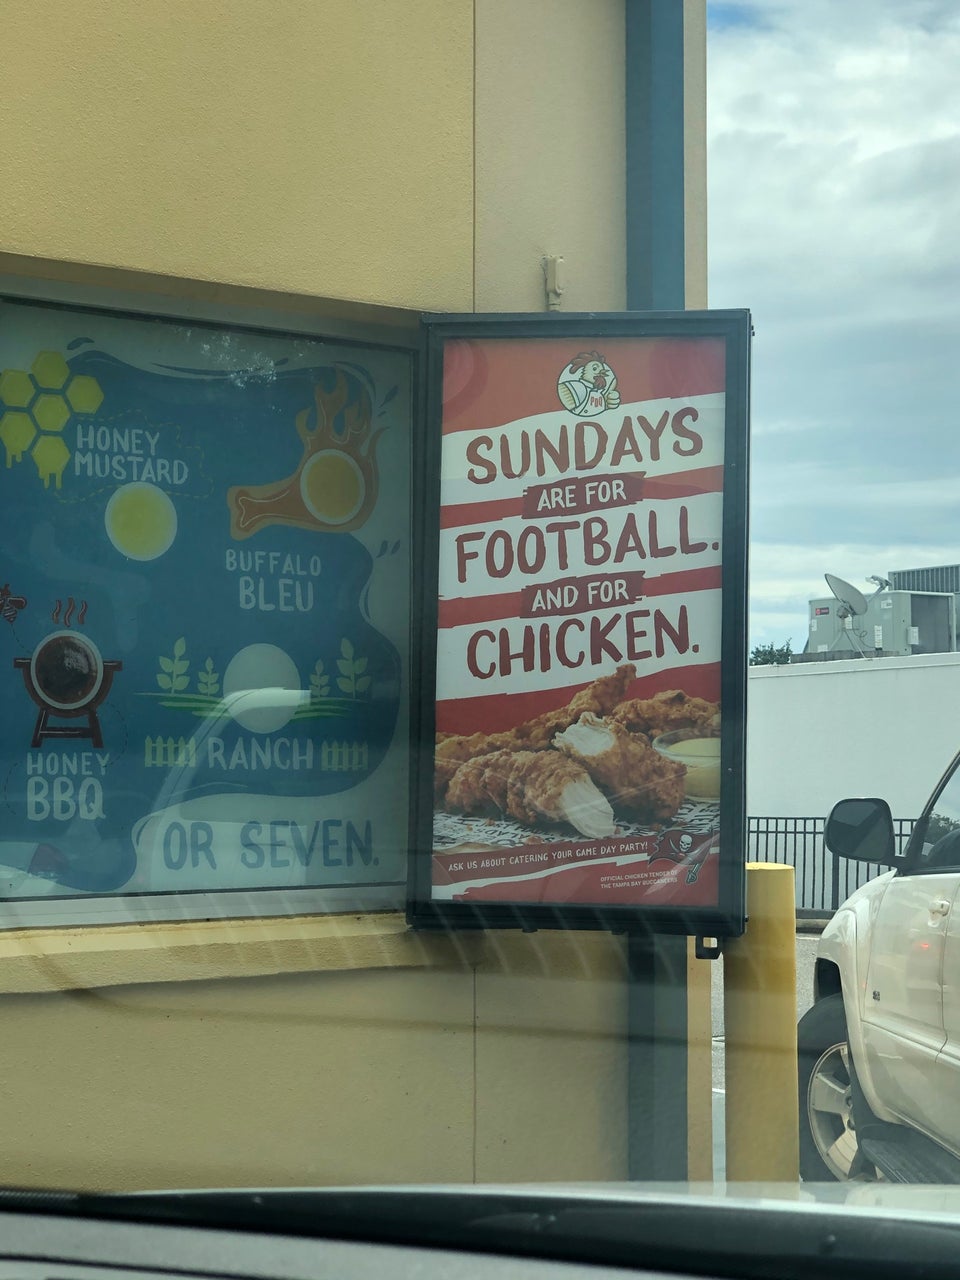 HONEY
MUSTARD
BUFFALO
BLEU
HONEY
BBQ
RANCH
OR SEVEN.
PDQ
SUNDAYS
ARE FOR
FOOTBALL.
AND FOR
CHICKEN.
ASK US ABOUT CATERING YOUR GAME DAY PARTY!
OFFICIAL CHICKEN TENDER OF
THE TAMPA BAY BUCCANEERS